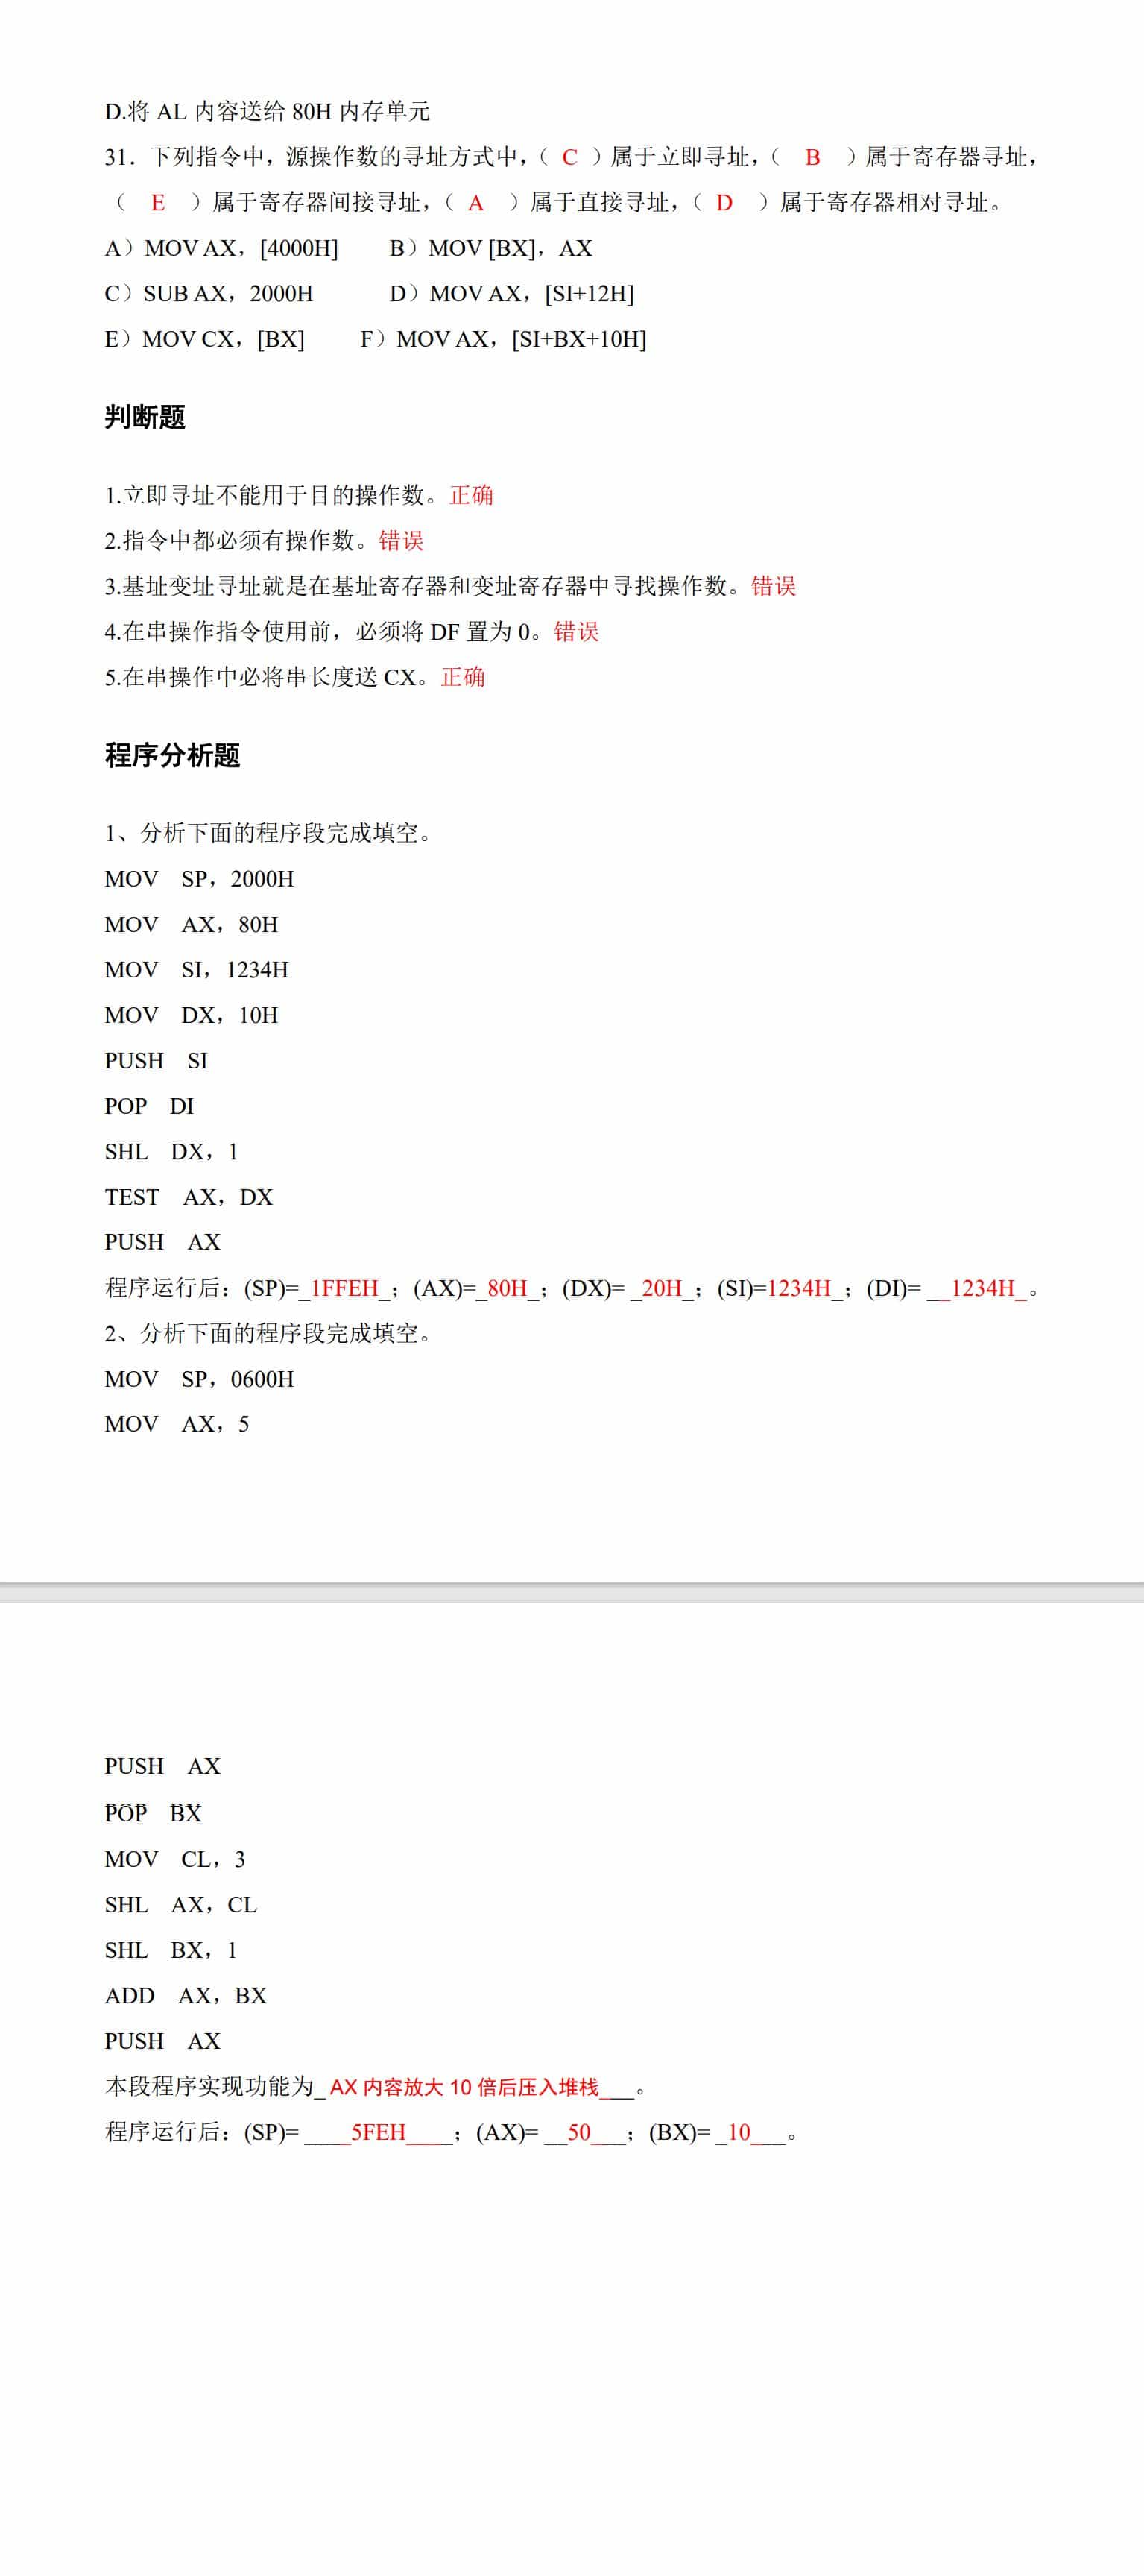 D.将 AL 内容送给 80H 内存单元
31．下列指令中，源操作数的寻址方式中，（ C ）属于立即寻址，（ B ）属于寄存器寻址，
（ E ）属于寄存器间接寻址，（ A ）属于直接寻址，（ D ）属于寄存器相对寻址。
A）MOV AX，[4000H] B）MOV [BX]，AX
C）SUB AX，2000H D）MOV AX，[SI+12H]
E）MOV CX，[BX] F）MOV AX，[SI+BX+10H]
判断题
1.立即寻址不能用于目的操作数。正确
2.指令中都必须有操作数。错误
3.基址变址寻址就是在基址寄存器和变址寄存器中寻找操作数。错误
4.在串操作指令使用前，必须将 DF 置为 0。错误
5.在串操作中必将串长度送 CX。正确
程序分析题
1、分析下面的程序段完成填空。
MOV SP，2000H
MOV AX，80H
MOV SI，1234H
MOV DX，10H
PUSH SI
POP DI
SHL DX，1
TEST AX，DX
PUSH AX
程序运行后：(SP)=_1FFEH_；(AX)=_80H_；(DX)= _20H_；(SI)=1234H_；(DI)= __1234H_。
2、分析下面的程序段完成填空。
MOV SP，0600H
MOV AX，5
PUSH AX
POP BX
MOV CL，3
SHL AX，CL
SHL BX，1
ADD AX，BX
PUSH AX
本段程序实现功能为_ AX 内容放大 10 倍后压入堆栈___。
程序运行后：(SP)= ____5FEH____；(AX)= __50___；(BX)= _10___。